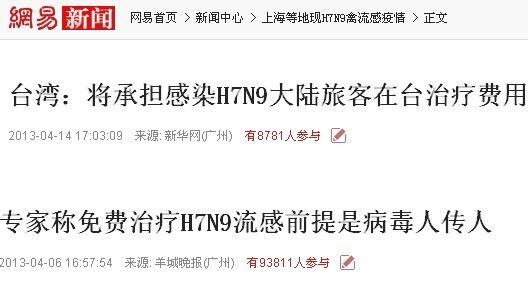 網易新闻 网易首页 > 新闻中心 > 上海等地现H7N9禽流感疫情 > 正文
台湾：将承担感染H7N9大陆旅客在台治疗费用
2013-04-14 17:03:09 来源: 新华网(广州) 有8781人参与
专家称免费治疗H7N9流感前提是病毒人传人
2013-04-06 16:57:54 来源: 羊城晚报(广州) 有93811人参与